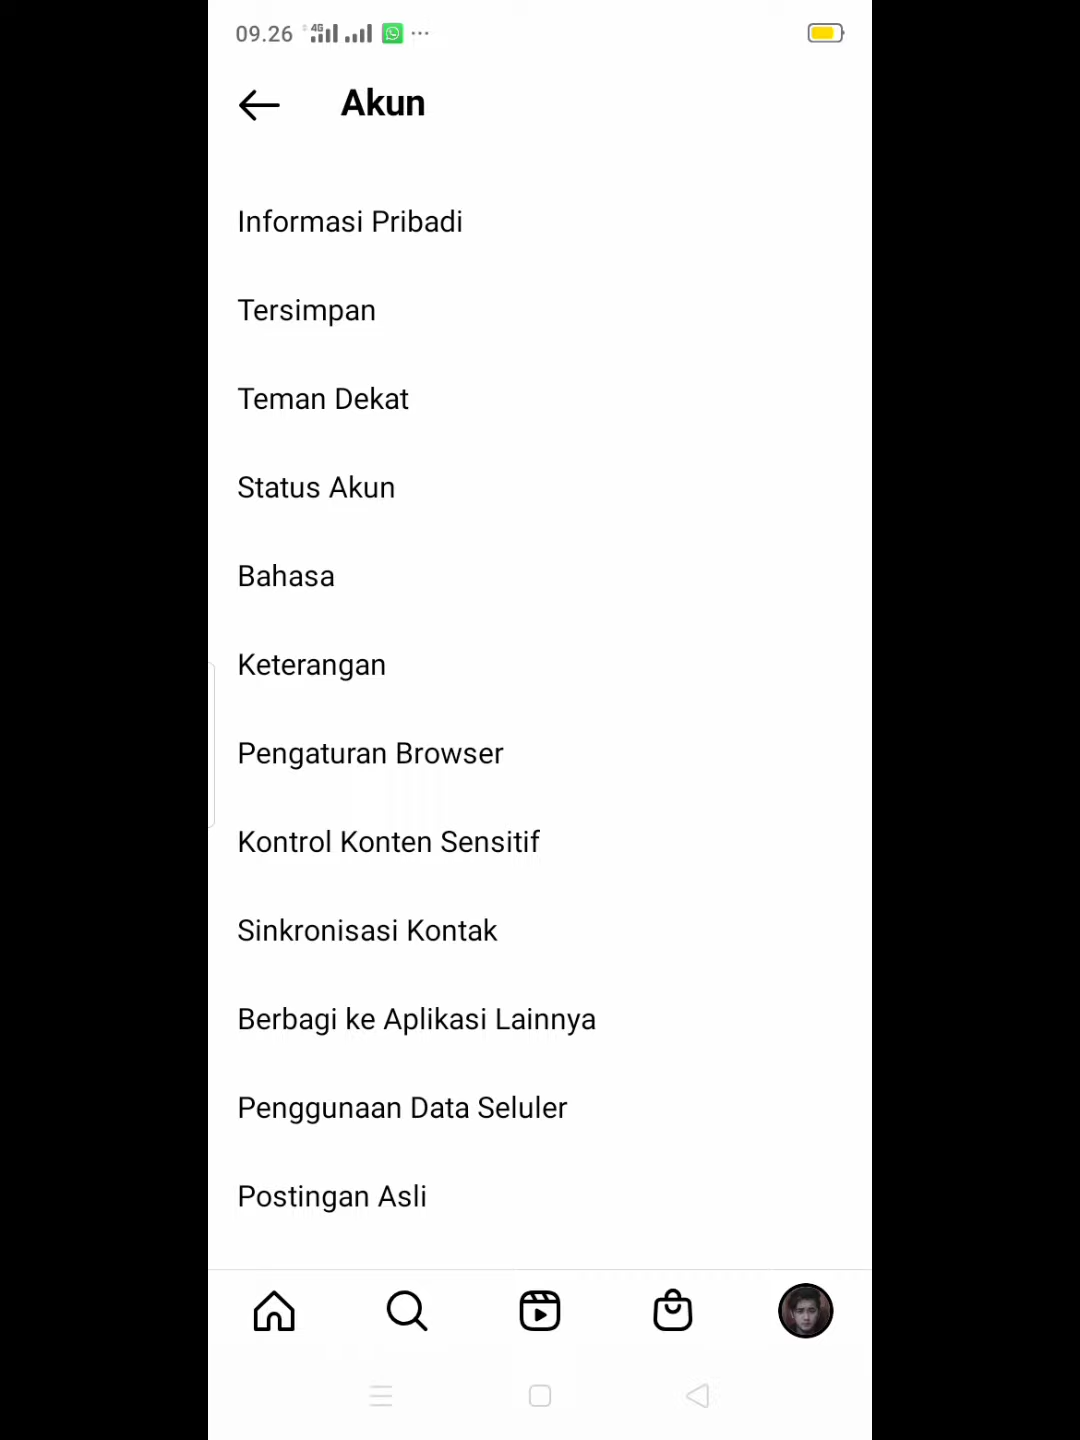 09.26 4G ...
Akun
Informasi Pribadi
Tersimpan
Teman Dekat
Status Akun
Bahasa
Keterangan
Pengaturan Browser
Kontrol Konten Sensitif
Sinkronisasi Kontak
Berbagi ke Aplikasi Lainnya
Penggunaan Data Seluler
Postingan Asli